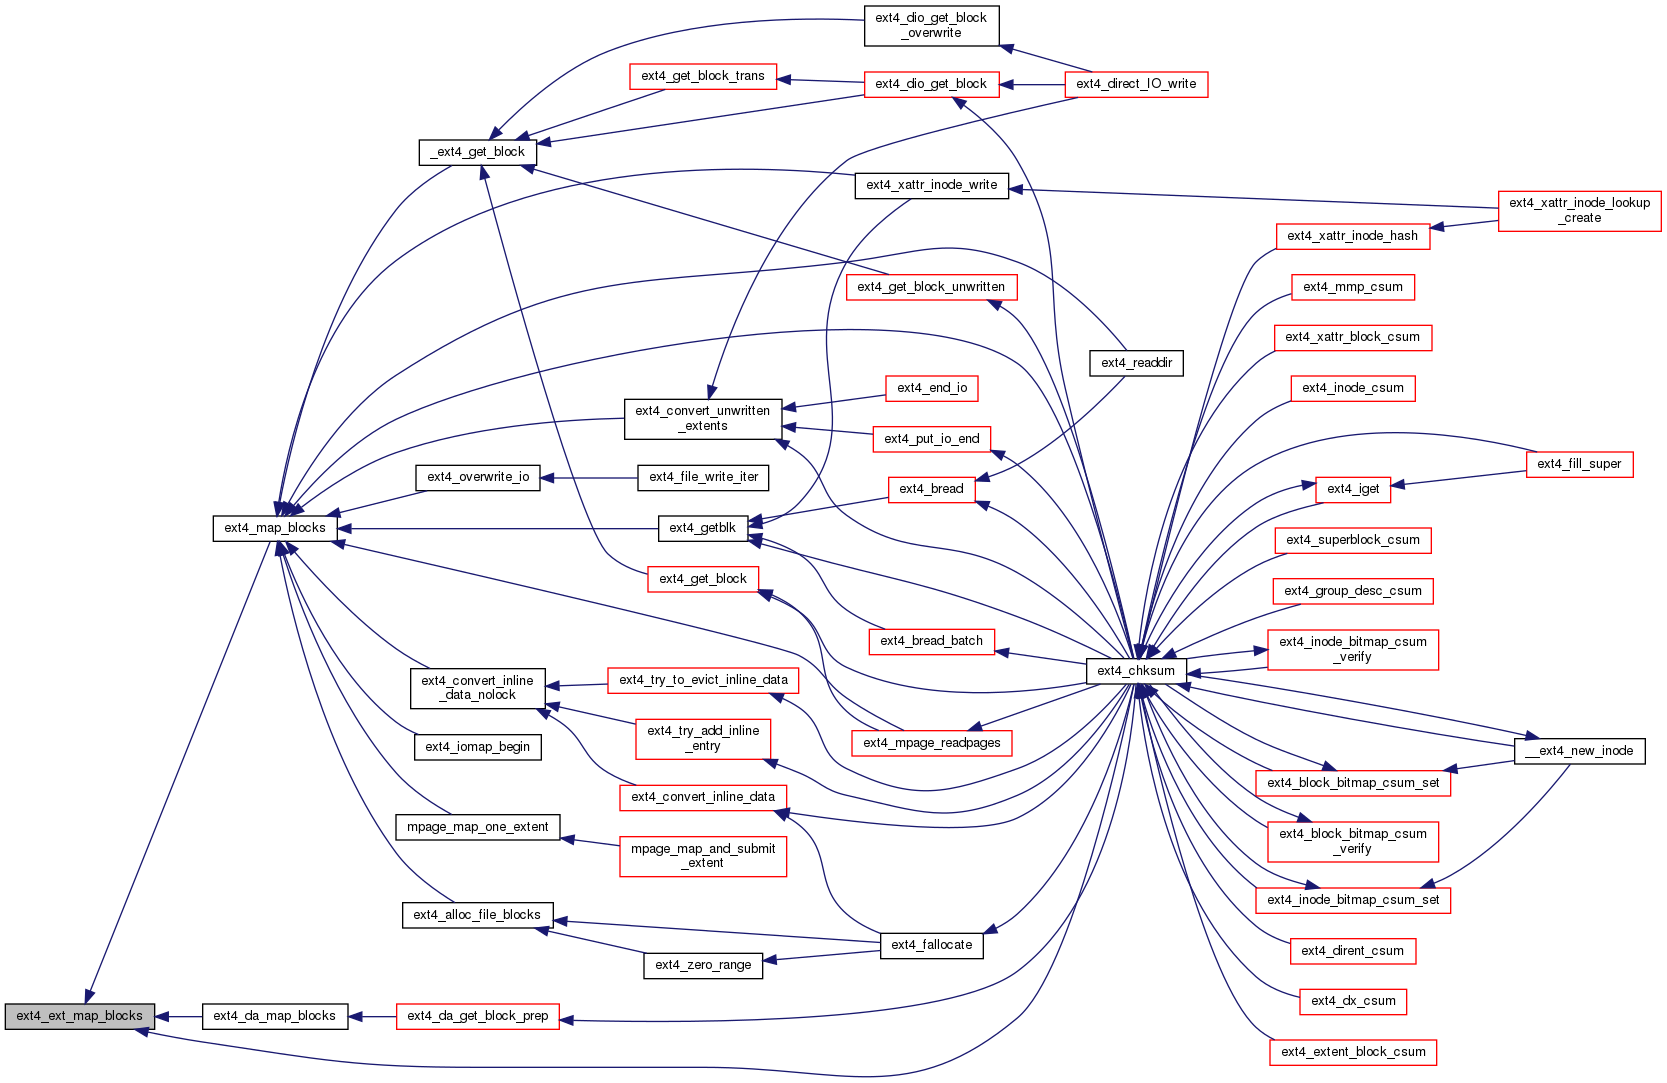 ext4_dio_get_block
_overwrite
ext4_get_block_trans
ext4_dio_get_block
ext4_direct_IO_write
_ext4_get_block
ext4_xattr_inode_write
ext4_xattr_inode_lookup
_create
ext4_xattr_inode_hash
ext4_get_block_unwritten
ext4_mmp_csum
ext4_xattr_block_csum
ext4_readdir
ext4_end_io
ext4_inode_csum
ext4_convert_unwritten
_extents
ext4_put_io_end
ext4_fill_super
ext4_overwrite_io
ext4_file_write_iter
ext4_bread
ext4_iget
ext4_map_blocks
ext4_getblk
ext4_superblock_csum
ext4_get_block
ext4_group_desc_csum
ext4_bread_batch
ext4_inode_bitmap_csum
_verify
ext4_chksum
ext4_convert_inline
_data_nolock
ext4_try_to_evict_inline_data
ext4_try_add_inline
_entry
ext4_iomap_begin
ext4_mpage_readpages
__ext4_new_inode
ext4_block_bitmap_csum_set
ext4_convert_inline_data
mpage_map_one_extent
ext4_block_bitmap_csum
_verify
mpage_map_and_submit
_extent
ext4_inode_bitmap_csum_set
ext4_alloc_file_blocks
ext4_fallocate
ext4_dirent_csum
ext4_zero_range
ext4_dx_csum
ext4_ext_map_blocks
ext4_da_map_blocks
ext4_da_get_block_prep
ext4_extent_block_csum